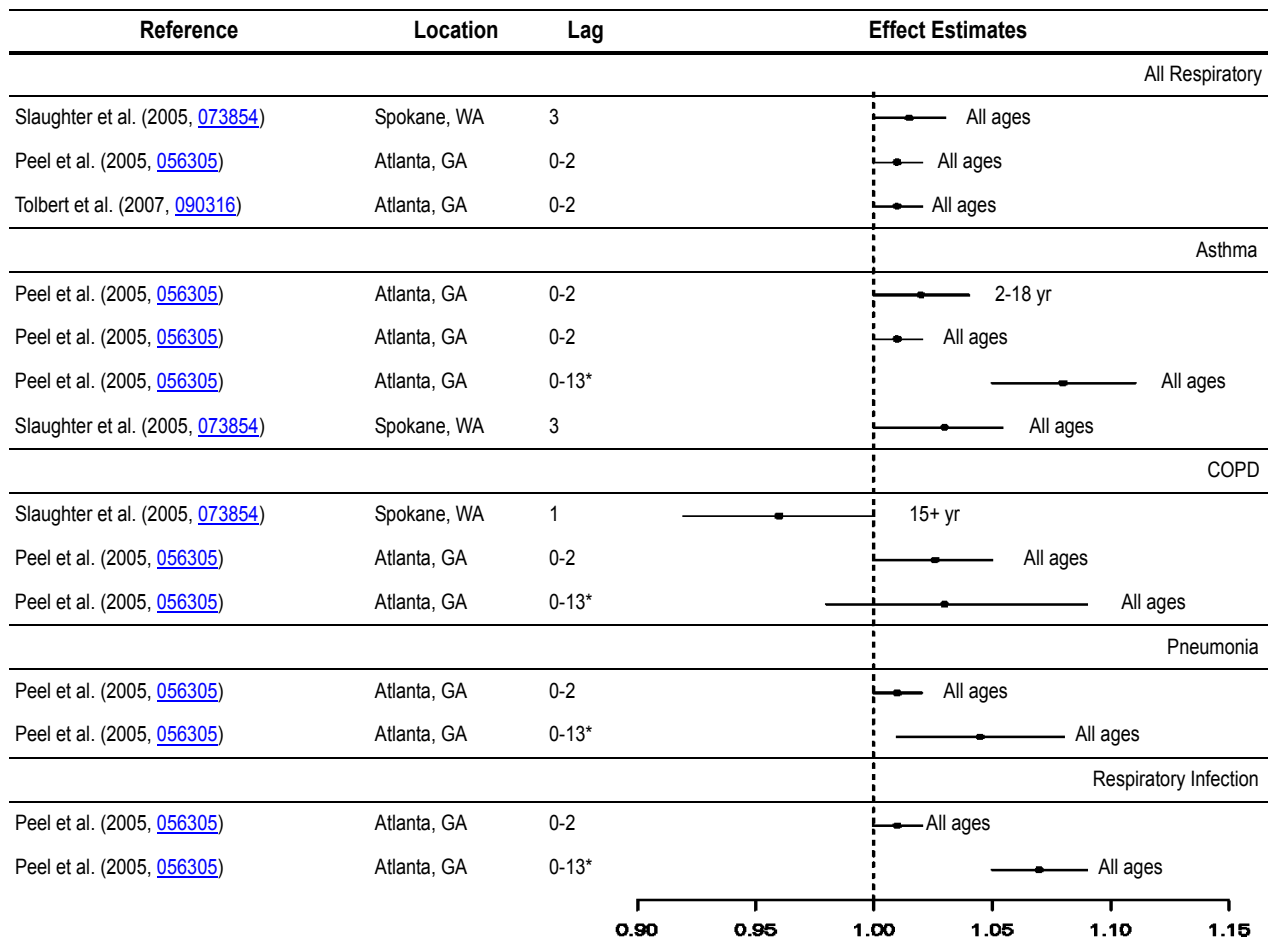 Reference Location Lag Effect Estimates
All Respiratory
Slaughter et al. (2005, 073854) Spokane, WA 3 All ages
Peel et al. (2005, 056305) Atlanta, GA 0-2 All ages
Tolbert et al. (2007, 090316) Atlanta, GA 0-2 All ages
Asthma
Peel et al. (2005, 056305) Atlanta, GA 0-2 2-18 yr
Peel et al. (2005, 056305) Atlanta, GA 0-2 All ages
Peel et al. (2005, 056305) Atlanta, GA 0-13* All ages
Slaughter et al. (2005, 073854) Spokane, WA 3 All ages
COPD
Slaughter et al. (2005, 073854) Spokane, WA 1 15+ yr
Peel et al. (2005, 056305) Atlanta, GA 0-2 All ages
Peel et al. (2005, 056305) Atlanta, GA 0-13* All ages
Pneumonia
Peel et al. (2005, 056305) Atlanta, GA 0-2 All ages
Peel et al. (2005, 056305) Atlanta, GA 0-13* All ages
Respiratory Infection
Peel et al. (2005, 056305) Atlanta, GA 0-2 All ages
Peel et al. (2005, 056305) Atlanta, GA 0-13* All ages
0.90 0.95 1.00 1.05 1.10 1.15